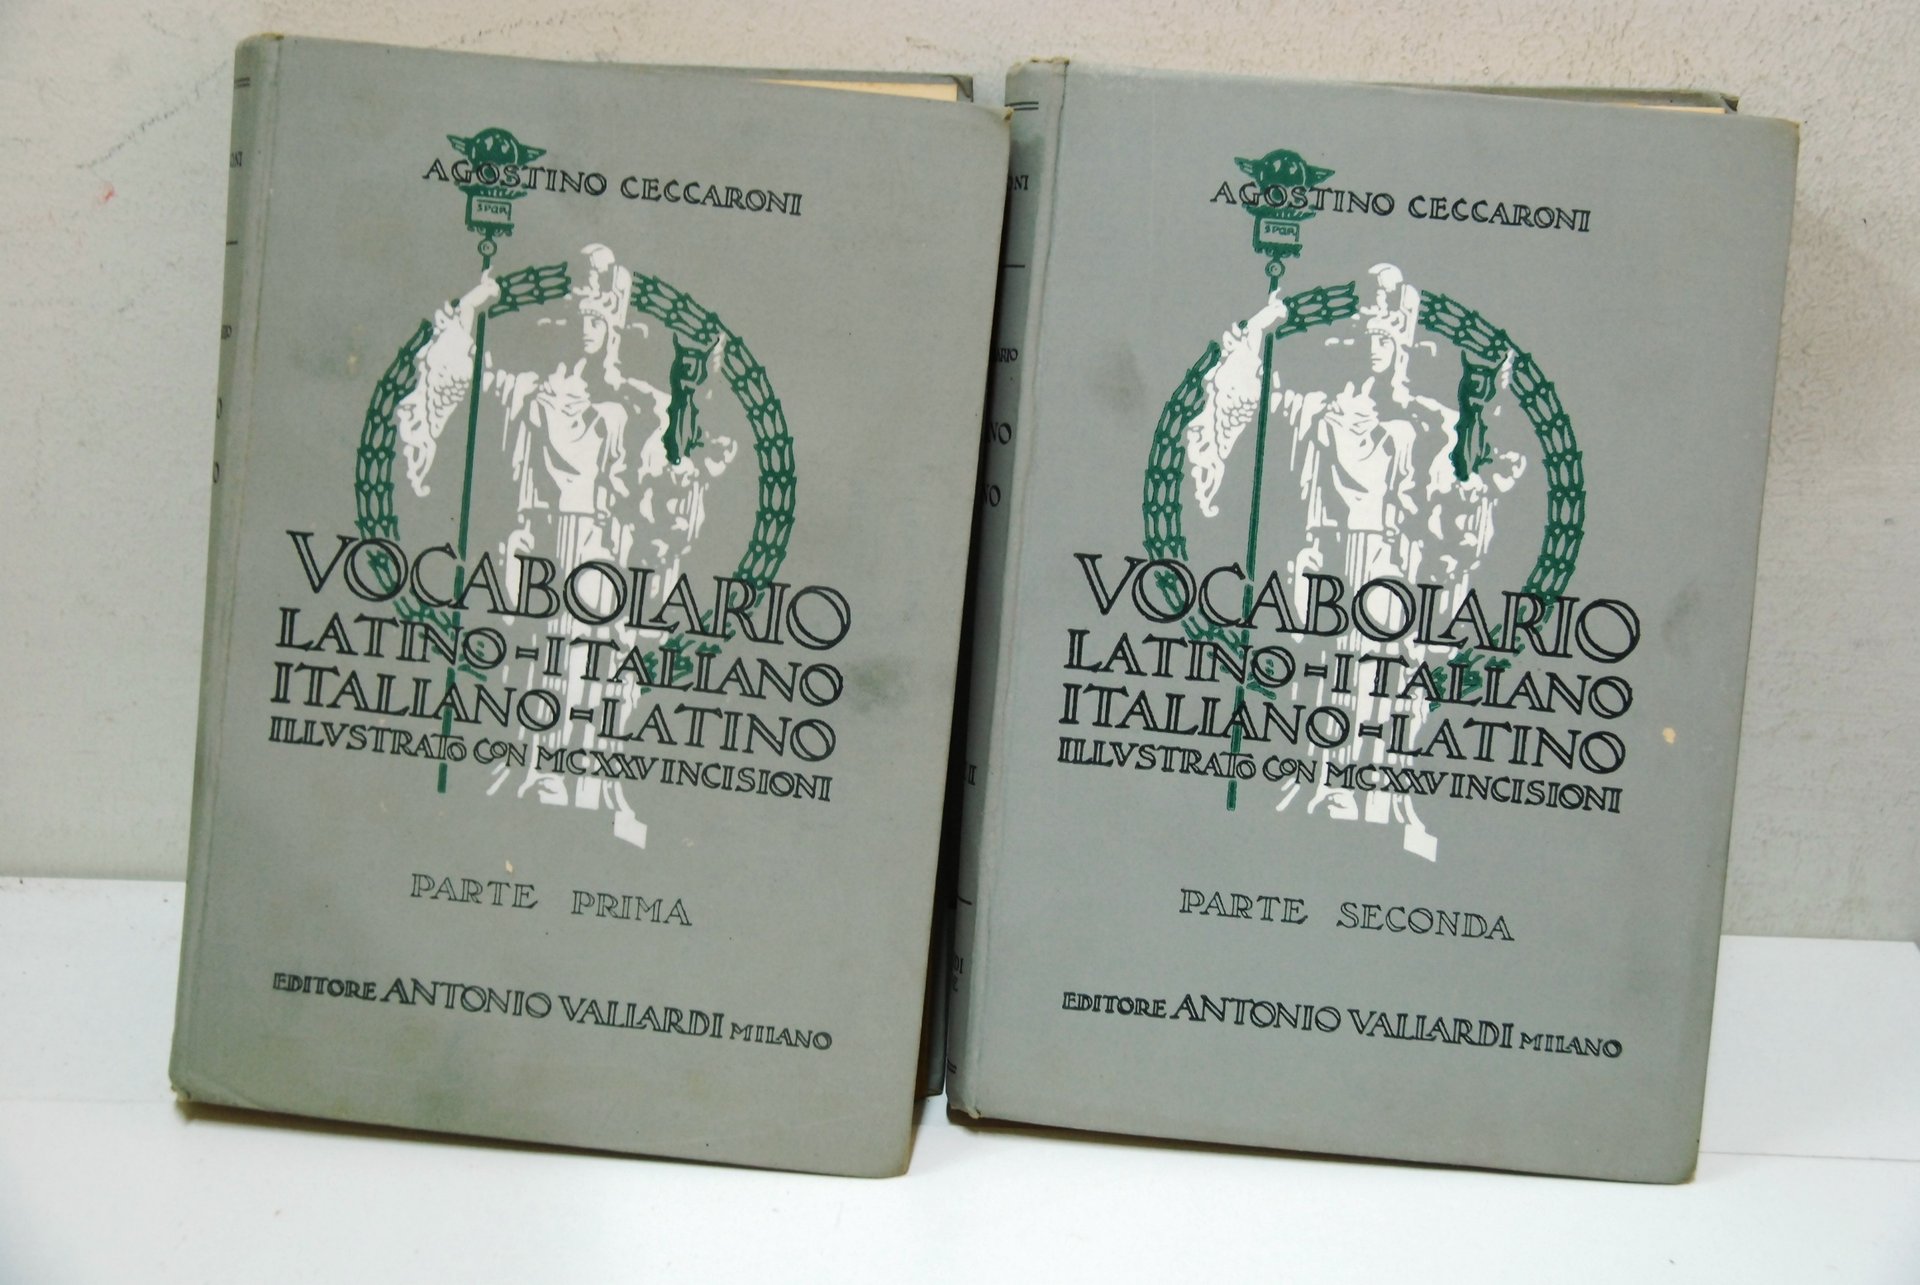 AGOSTINO CECCARONI
SPQR
VOCABOLARIO
LATINO=ITALIANO
ITALIANO=LATINO
ILLVSTRATO CON MCXXV INCISIONI
PARTE PRIMA
EDITORE ANTONIO VALLARDI MILANO
AGOSTINO CECCARONI
SPQR
VOCABOLARIO
LATINO=ITALIANO
ITALIANO=LATINO
ILLVSTRATO CON MCXXV INCISIONI
PARTE SECONDA
EDITORE ANTONIO VALLARDI MILANO